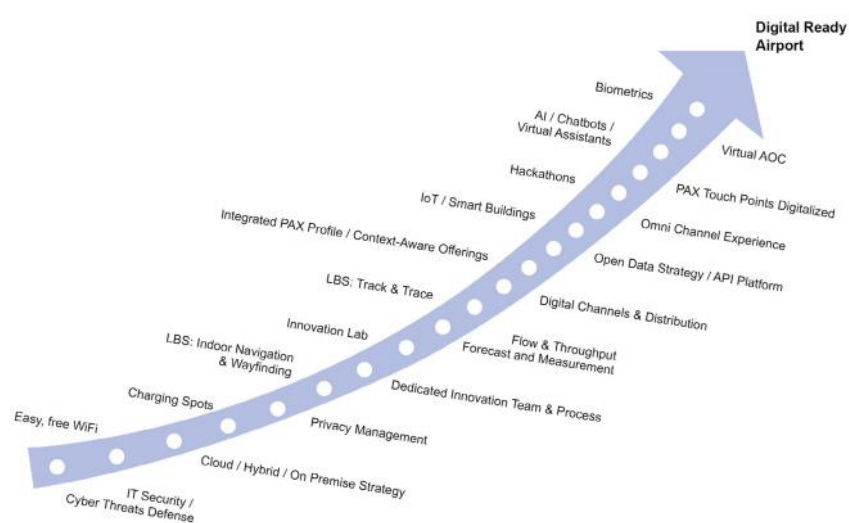 Digital Ready
Airport
Biometrics
AI / Chatbots /
Virtual Assistants
Virtual AOC
Hackathons
PAX Touch Points Digitalized
IoT / Smart Buildings
Omni Channel Experience
Integrated PAX Profile / Context-Aware Offerings
Open Data Strategy / API Platform
LBS: Track & Trace
Digital Channels & Distribution
Innovation Lab
Flow & Throughput
Forecast and Measurement
LBS: Indoor Navigation
& Wayfinding
Dedicated Innovation Team & Process
Charging Spots
Privacy Management
Easy, free WiFi
Cloud / Hybrid / On Premise Strategy
IT Security /
Cyber Threats Defense